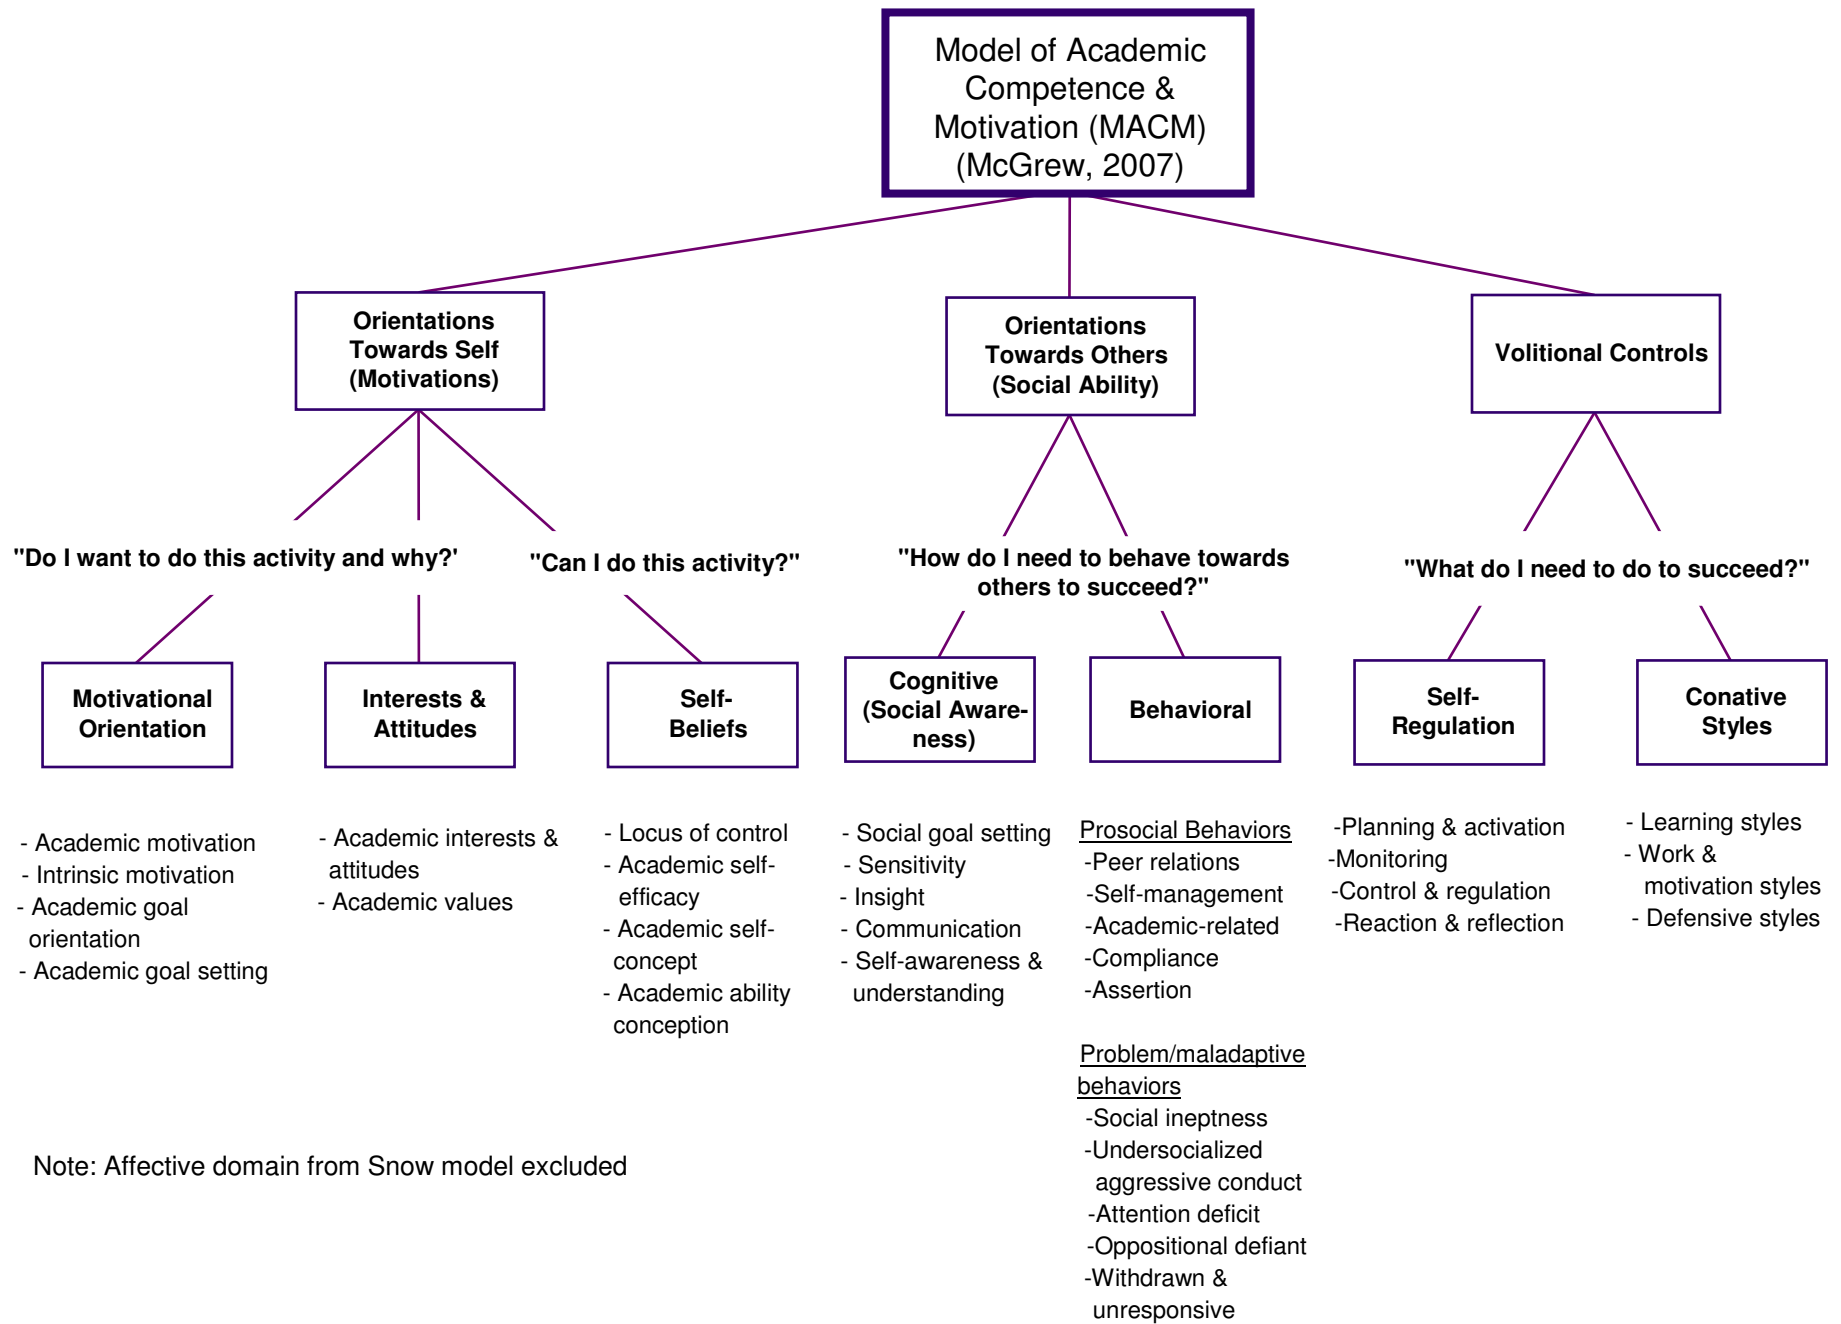 Model of Academic
Competence &
Motivation (MACM)
(McGrew, 2007)
Orientations
Towards Self
(Motivations)
Orientations
Towards Others
(Social Ability)
Volitional Controls
"Do I want to do this activity and why?'
"Can I do this activity?"
"How do I need to behave towards
others to succeed?"
"What do I need to do to succeed?"
Motivational
Orientation
Interests &
Attitudes
Self-
Beliefs
Cognitive
(Social Aware-
ness)
Behavioral
Self-
Regulation
Conative
Styles
- Academic motivation
- Intrinsic motivation
- Academic goal
orientation
- Academic goal setting
- Academic interests &
attitudes
- Academic values
- Locus of control
- Academic self-
efficacy
- Academic self-
concept
- Academic ability
conception
- Social goal setting
- Sensitivity
- Insight
- Communication
- Self-awareness &
understanding
Prosocial Behaviors
-Peer relations
-Self-management
-Academic-related
-Compliance
-Assertion
Problem/maladaptive
behaviors
-Social ineptness
-Undersocialized
aggressive conduct
-Attention deficit
-Oppositional defiant
-Withdrawn &
unresponsive
-Planning & activation
-Monitoring
-Control & regulation
-Reaction & reflection
- Learning styles
- Work &
motivation styles
- Defensive styles
Note: Affective domain from Snow model excluded